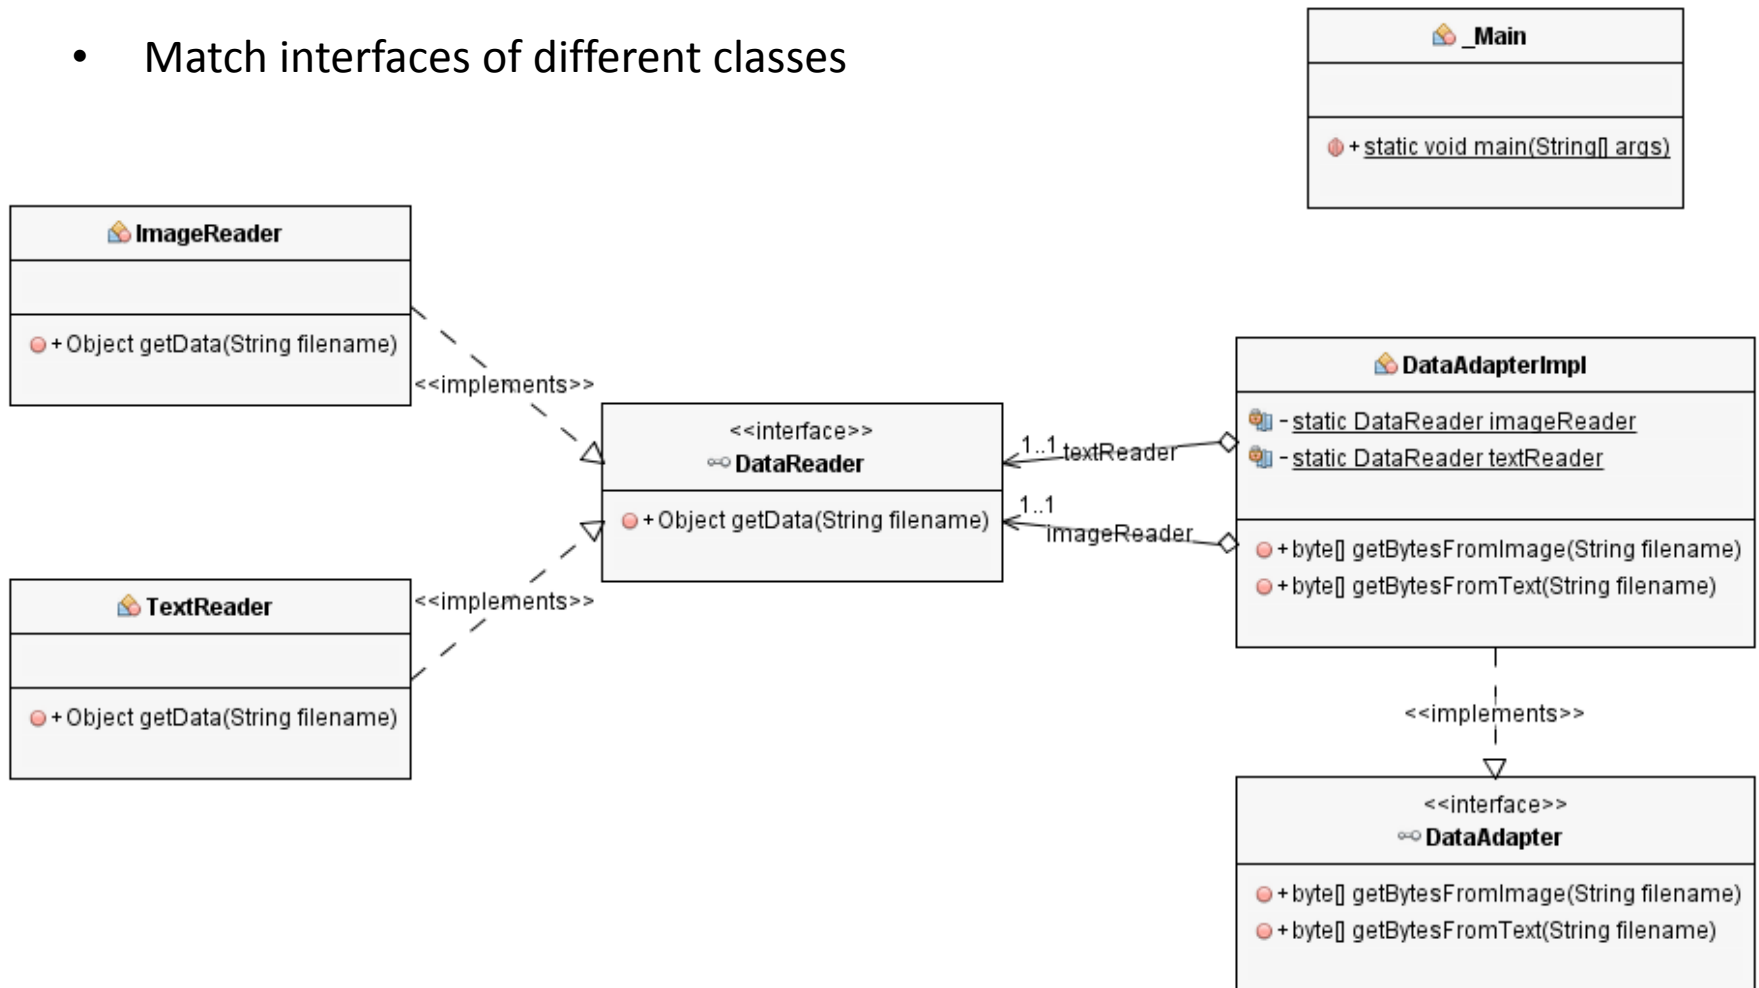 • Match interfaces of different classes
_Main
+ static void main(String[] args)
ImageReader
+ Object getData(String filename)
<<implements>>
<<interface>>
DataReader
+ Object getData(String filename)
TextReader
+ Object getData(String filename)
<<implements>>
1..1 textReader
1..1
imageReader
DataAdapterImpl
- static DataReader imageReader
- static DataReader textReader
+ byte[] getBytesFromImage(String filename)
+ byte[] getBytesFromText(String filename)
<<implements>>
<<interface>>
DataAdapter
+ byte[] getBytesFromImage(String filename)
+ byte[] getBytesFromText(String filename)